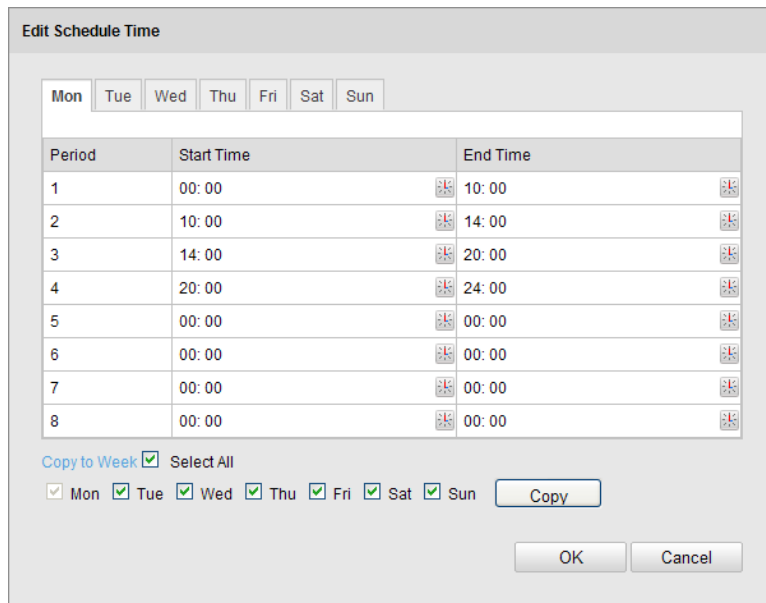 Edit Schedule Time
Mon Tue Wed Thu Fri Sat Sun
Period Start Time End Time
1 00: 00 10: 00
2 10: 00 14: 00
3 14: 00 20: 00
4 20: 00 24: 00
5 00: 00 00: 00
6 00: 00 00: 00
7 00: 00 00: 00
8 00: 00 00: 00
Copy to Week Select All
Mon Tue Wed Thu Fri Sat Sun Copy
OK Cancel